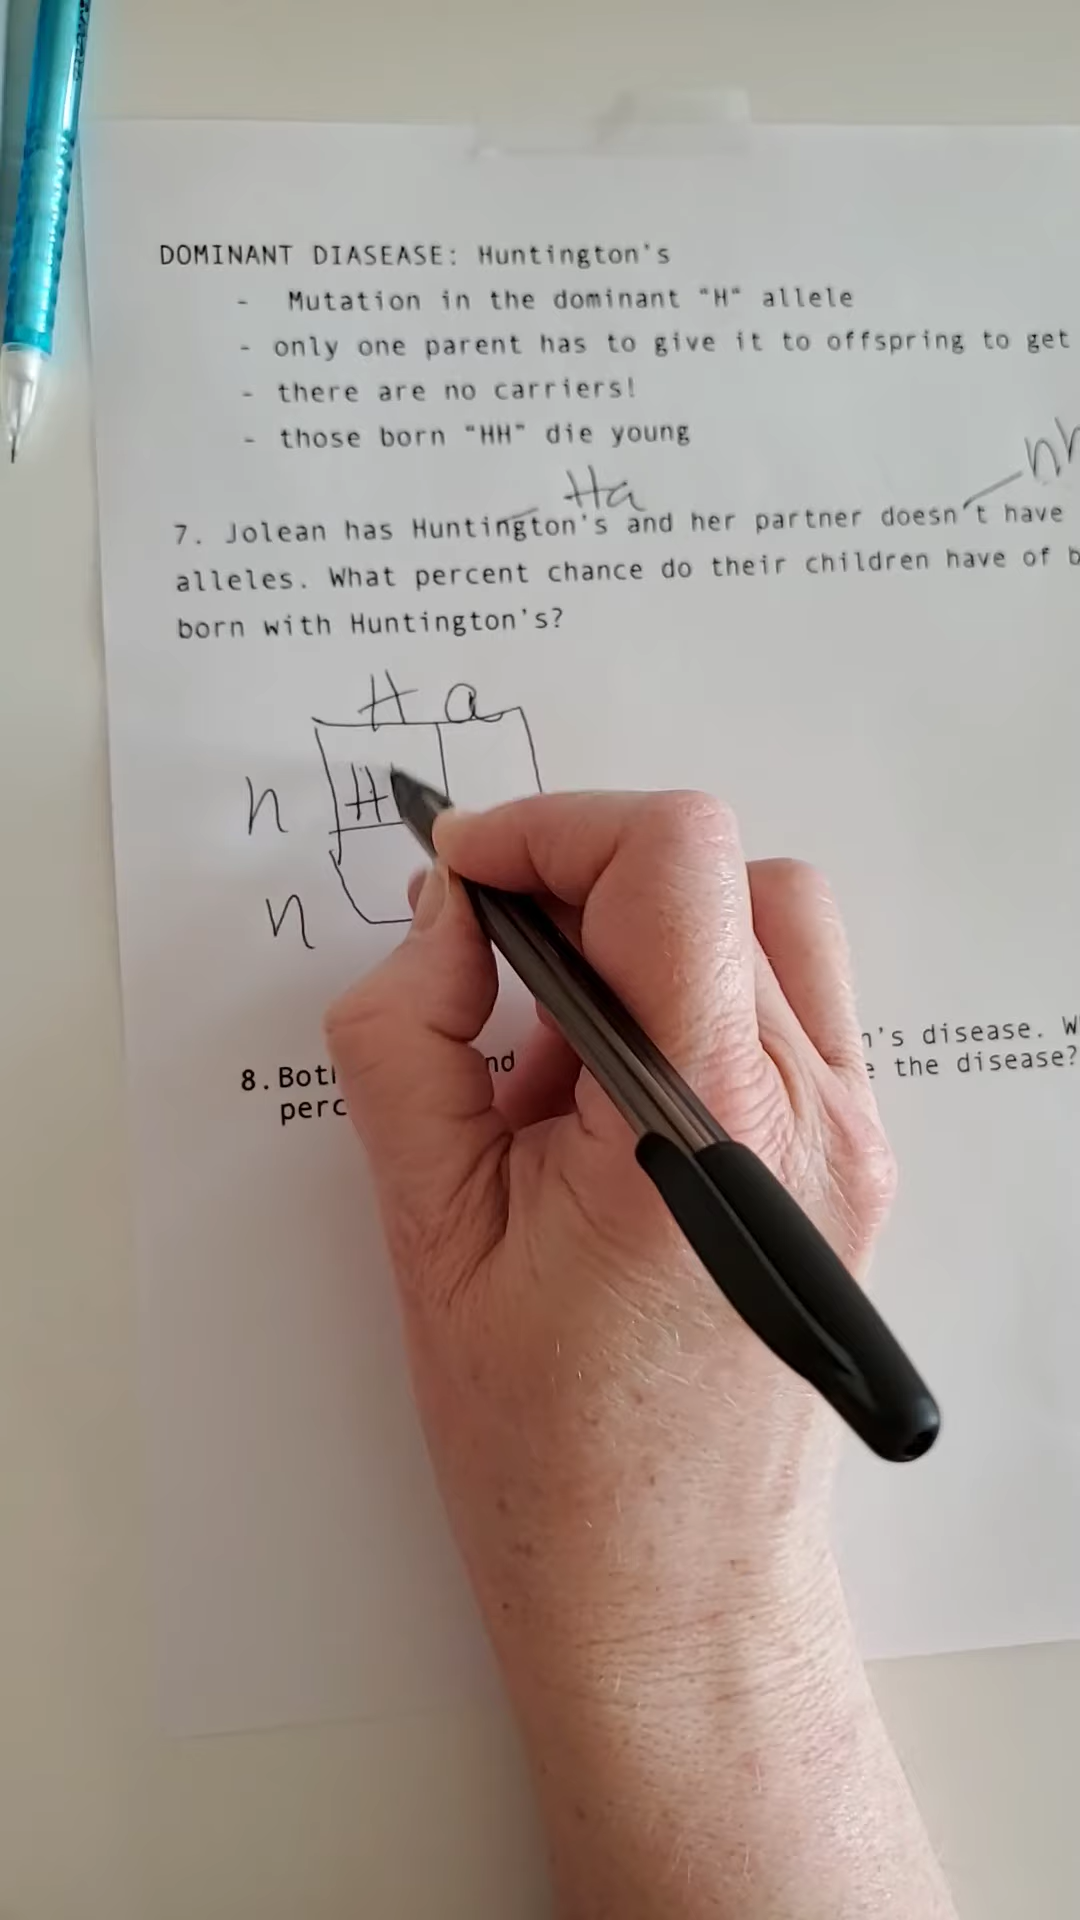 DOMINANT DIASEASE: Huntington's
- Mutation in the dominant "H" allele
- only one parent has to give it to offspring to get
- there are no carriers!
- those born "HH" die young
Ha
7. Jolean has Huntington's and her partner doesn't have
alleles. What percent chance do their children have of
born with Huntington's?
H a
h
H
n
8. nd n's disease.
the disease?